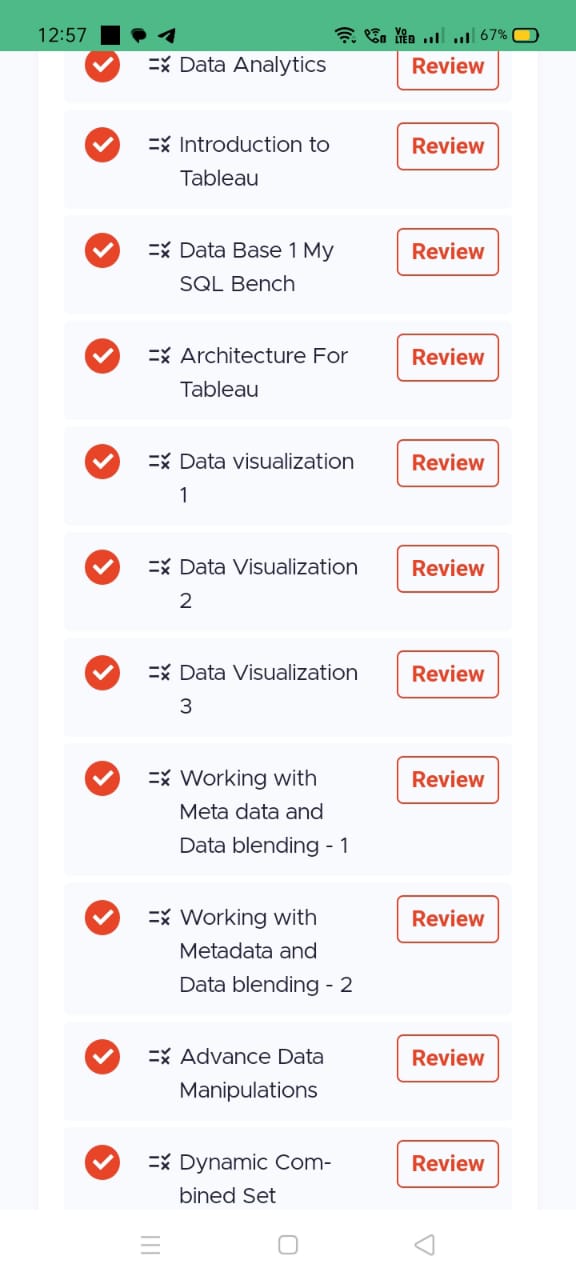 12:57
Vo
LTE
67%
Data Analytics
Review
Introduction to
Tableau
Review
Data Base 1 My
SQL Bench
Review
Architecture For
Tableau
Review
Data visualization
1
Review
Data Visualization
2
Review
Data Visualization
3
Review
Working with
Meta data and
Data blending - 1
Review
Working with
Metadata and
Data blending - 2
Review
Advance Data
Manipulations
Review
Dynamic Com-
bined Set
Review